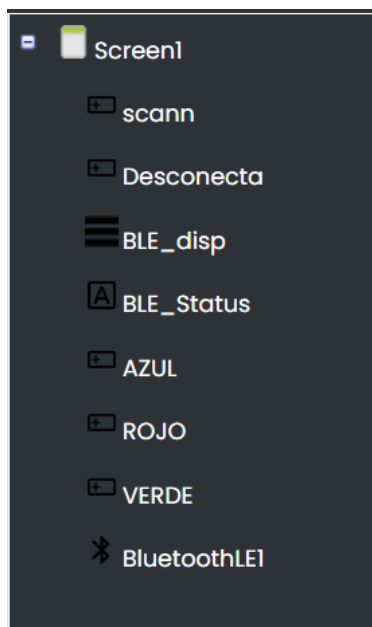 Screen1
scann
Desconecta
BLE_disp
BLE_Status
AZUL
ROJO
VERDE
BluetoothLE1